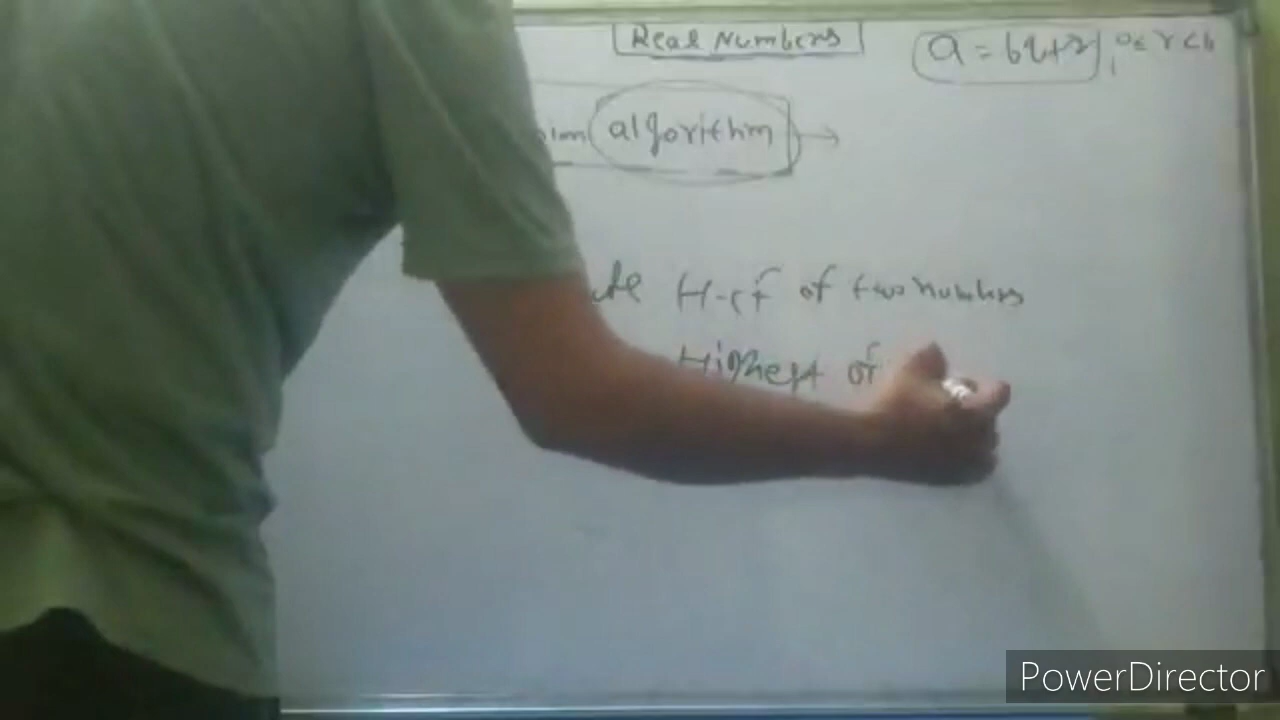 Real Numbers
a = bq+r, 0≤ r <b
algorithm →
H.C.F of two numbers
Highest of
PowerDirector